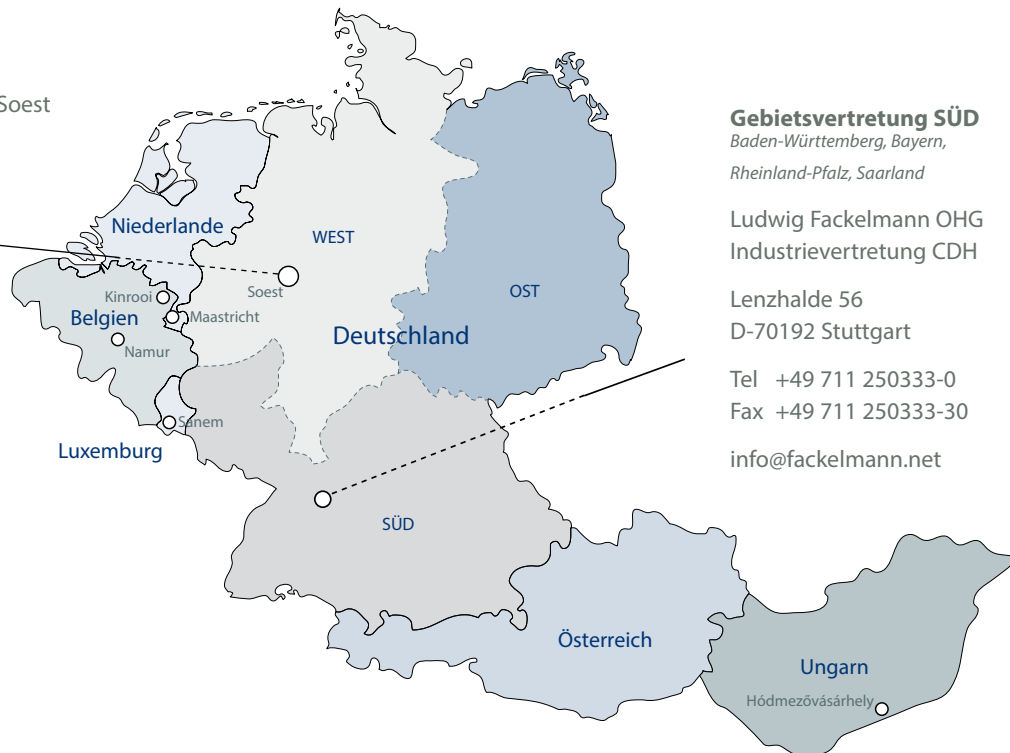 Soest
Niederlande
WEST
Soest
Kinrooi
Belgien
Maastricht
Namur
OST
Deutschland
Sanem
Luxemburg
SÜD
Österreich
Ungarn
Hódmezővásárhely
Gebietsvertretung SÜD
Baden-Württemberg, Bayern,
Rheinland-Pfalz, Saarland
Ludwig Fackelmann OHG
Industrievertretung CDH
Lenzhalde 56
D-70192 Stuttgart
Tel +49 711 250333-0
Fax +49 711 250333-30
info@fackelmann.net